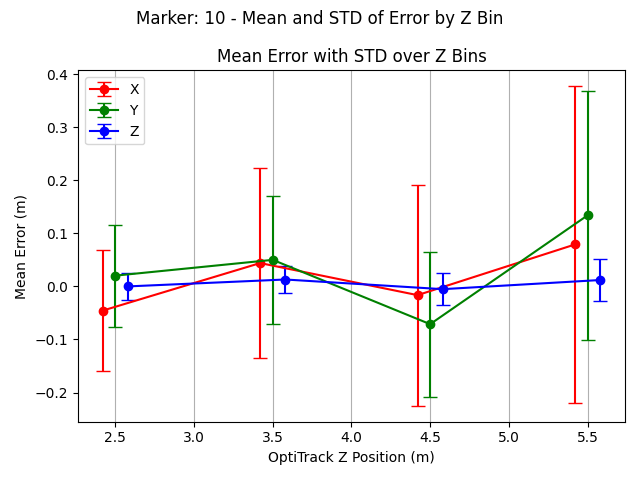 Marker: 10 - Mean and STD of Error by Z Bin
Mean Error with STD over Z Bins
X
Y
Z
Mean Error (m)
0.4
0.3
0.2
0.1
0.0
−0.1
−0.2
2.5 3.0 3.5 4.0 4.5 5.0 5.5
OptiTrack Z Position (m)